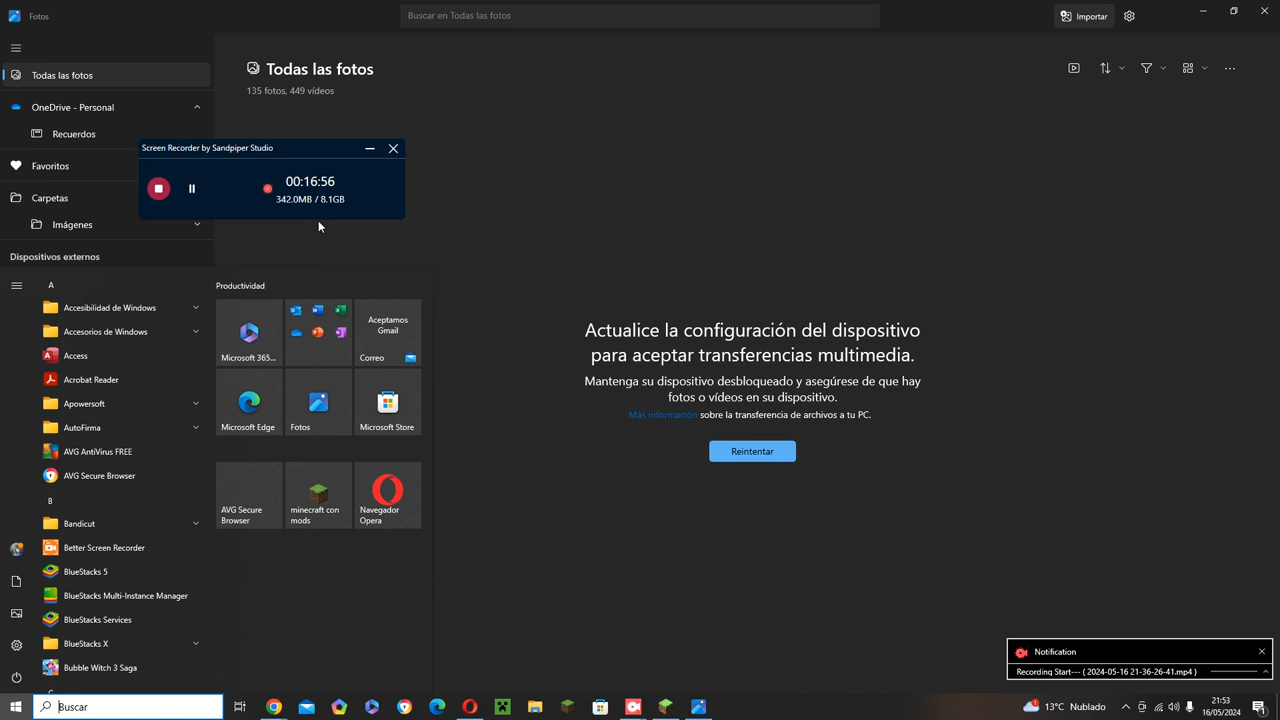 Fotos
Buscar en Todas las fotos
Importar
Todas las fotos
OneDrive - Personal
Recuerdos
Favoritos
Carpetas
Imágenes
Dispositivos externos
Todas las fotos
135 fotos, 449 vídeos
Screen Recorder by Sandpiper Studio
00:16:56
342.0MB / 8.1GB
Actualice la configuración del dispositivo
para aceptar transferencias multimedia.
Mantenga su dispositivo desbloqueado y asegúrese de que hay
fotos o vídeos en su dispositivo.
Más información sobre la transferencia de archivos a tu PC.
Reintentar
A
Accesibilidad de Windows
Accesorios de Windows
Access
Acrobat Reader
Apowersoft
AutoFirma
AVG AntiVirus FREE
AVG Secure Browser
B
Bandicut
Better Screen Recorder
BlueStacks 5
BlueStacks Multi-Instance Manager
BlueStacks Services
BlueStacks X
Bubble Witch 3 Saga
Productividad
Microsoft 365...
Aceptamos
Gmail
Correo
Microsoft Edge
Fotos
Microsoft Store
AVG Secure
Browser
minecraft con
mods
Navegador
Opera
Notification
Recording Start--- ( 2024-05-16 21-36-26-41.mp4 )
Buscar
13°C Nublado
21:53
16/05/2024